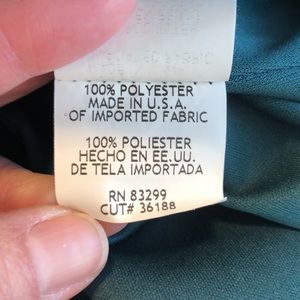 100% POLYESTER
MADE IN U.S.A.
OF IMPORTED FABRIC
100% POLIESTER
HECHO EN EE.UU.
DE TELA IMPORTADA
RN 83299
CUT# 36188